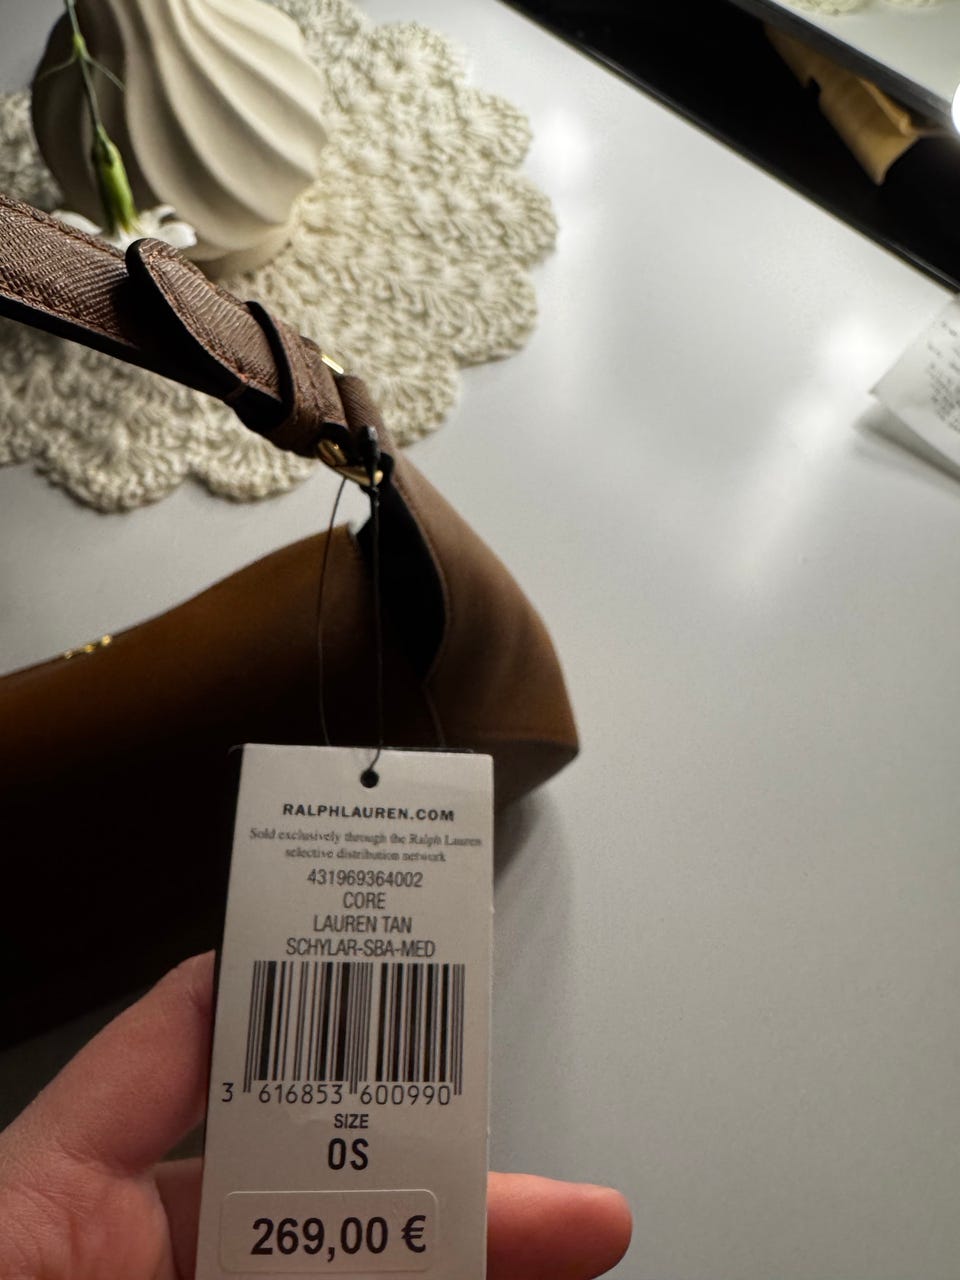 RALPHLAUREN.COM
Sold exclusively through the Ralph Lauren
selective distribution network
431969364002
CORE
LAUREN TAN
SCHYLAR-SBA-MED
3 616853 600990
SIZE
OS
269,00 €